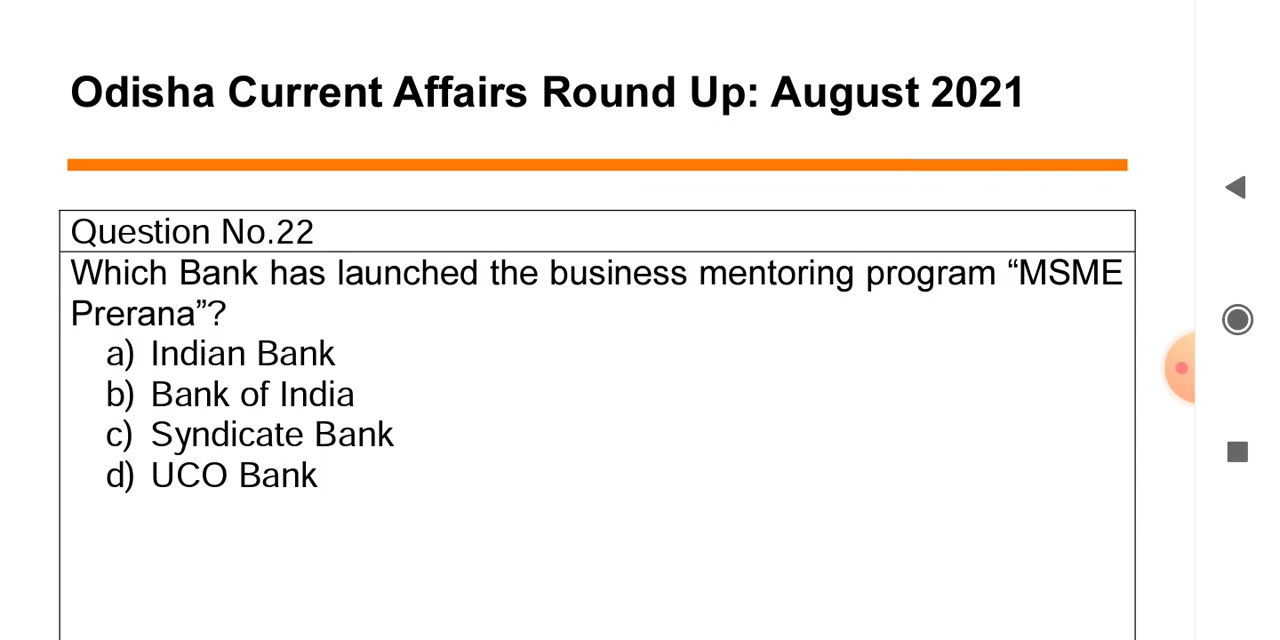 Odisha Current Affairs Round Up: August 2021
Question No.22
Which Bank has launched the business mentoring program “MSME
Prerana”?
a) Indian Bank
b) Bank of India
c) Syndicate Bank
d) UCO Bank